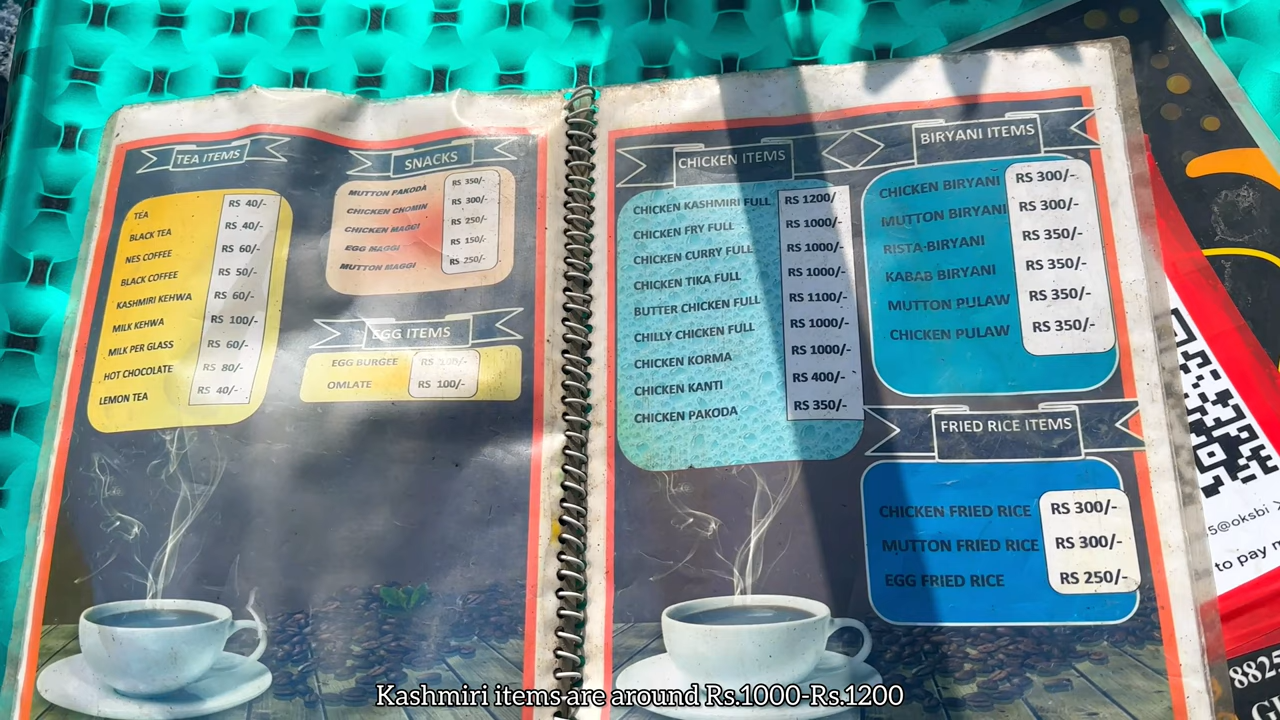 TEA ITEMS
TEA RS 40/-
BLACK TEA RS 40/-
NES COFFEE RS 60/-
BLACK COFFEE RS 50/-
KASHMIRI KEHWA RS 60/-
MILK KEHWA RS 100/-
MILK PER GLASS RS 60/-
HOT CHOCOLATE RS 80/-
LEMON TEA RS 40/-
SNACKS
MUTTON PAKODA RS 350/-
CHICKEN CHOMIN RS 300/-
CHICKEN MAGGI RS 250/-
EGG MAGGI RS 150/-
MUTTON MAGGI RS 250/-
EGG ITEMS
EGG BURGEE RS
OMLATE RS 100/-
CHICKEN ITEMS
CHICKEN KASHMIRI FULL RS 1200/
CHICKEN FRY FULL RS 1000/-
CHICKEN CURRY FULL RS 1000/-
CHICKEN TIKA FULL RS 1000/-
BUTTER CHICKEN FULL RS 1100/-
CHILLY CHICKEN FULL RS 1000/-
CHICKEN KORMA RS 1000/-
CHICKEN KANTI RS 400/-
CHICKEN PAKODA RS 350/-
BIRYANI ITEMS
CHICKEN BIRYANI RS 300/-
MUTTON BIRYANI RS 300/-
RISTA-BIRYANI RS 350/-
KABAB BIRYANI RS 350/-
MUTTON PULAW RS 350/-
CHICKEN PULAW RS 350/-
FRIED RICE ITEMS
CHICKEN FRIED RICE RS 300/-
MUTTON FRIED RICE RS 300/-
EGG FRIED RICE RS 250/-
5@oksbi
to pay
8825
Kashmiri items are around Rs.1000-Rs.1200